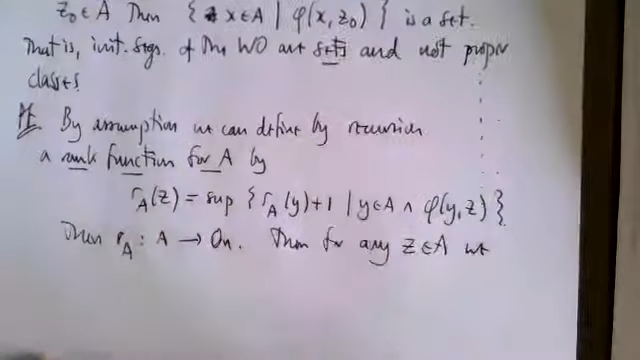 z₀ ∈ A Then { x ∈ A | φ(x, z₀) } is a set.
That is, init. segs. of the WO are sets and not proper
classes.
Pf. By assumption we can define by recursion
a rank function for A by
r_A(z) = sup { r_A(y)+1 | y ∈ A ∧ φ(y, z) }.
Then r_A : A → On. Then for any z ∈ A we